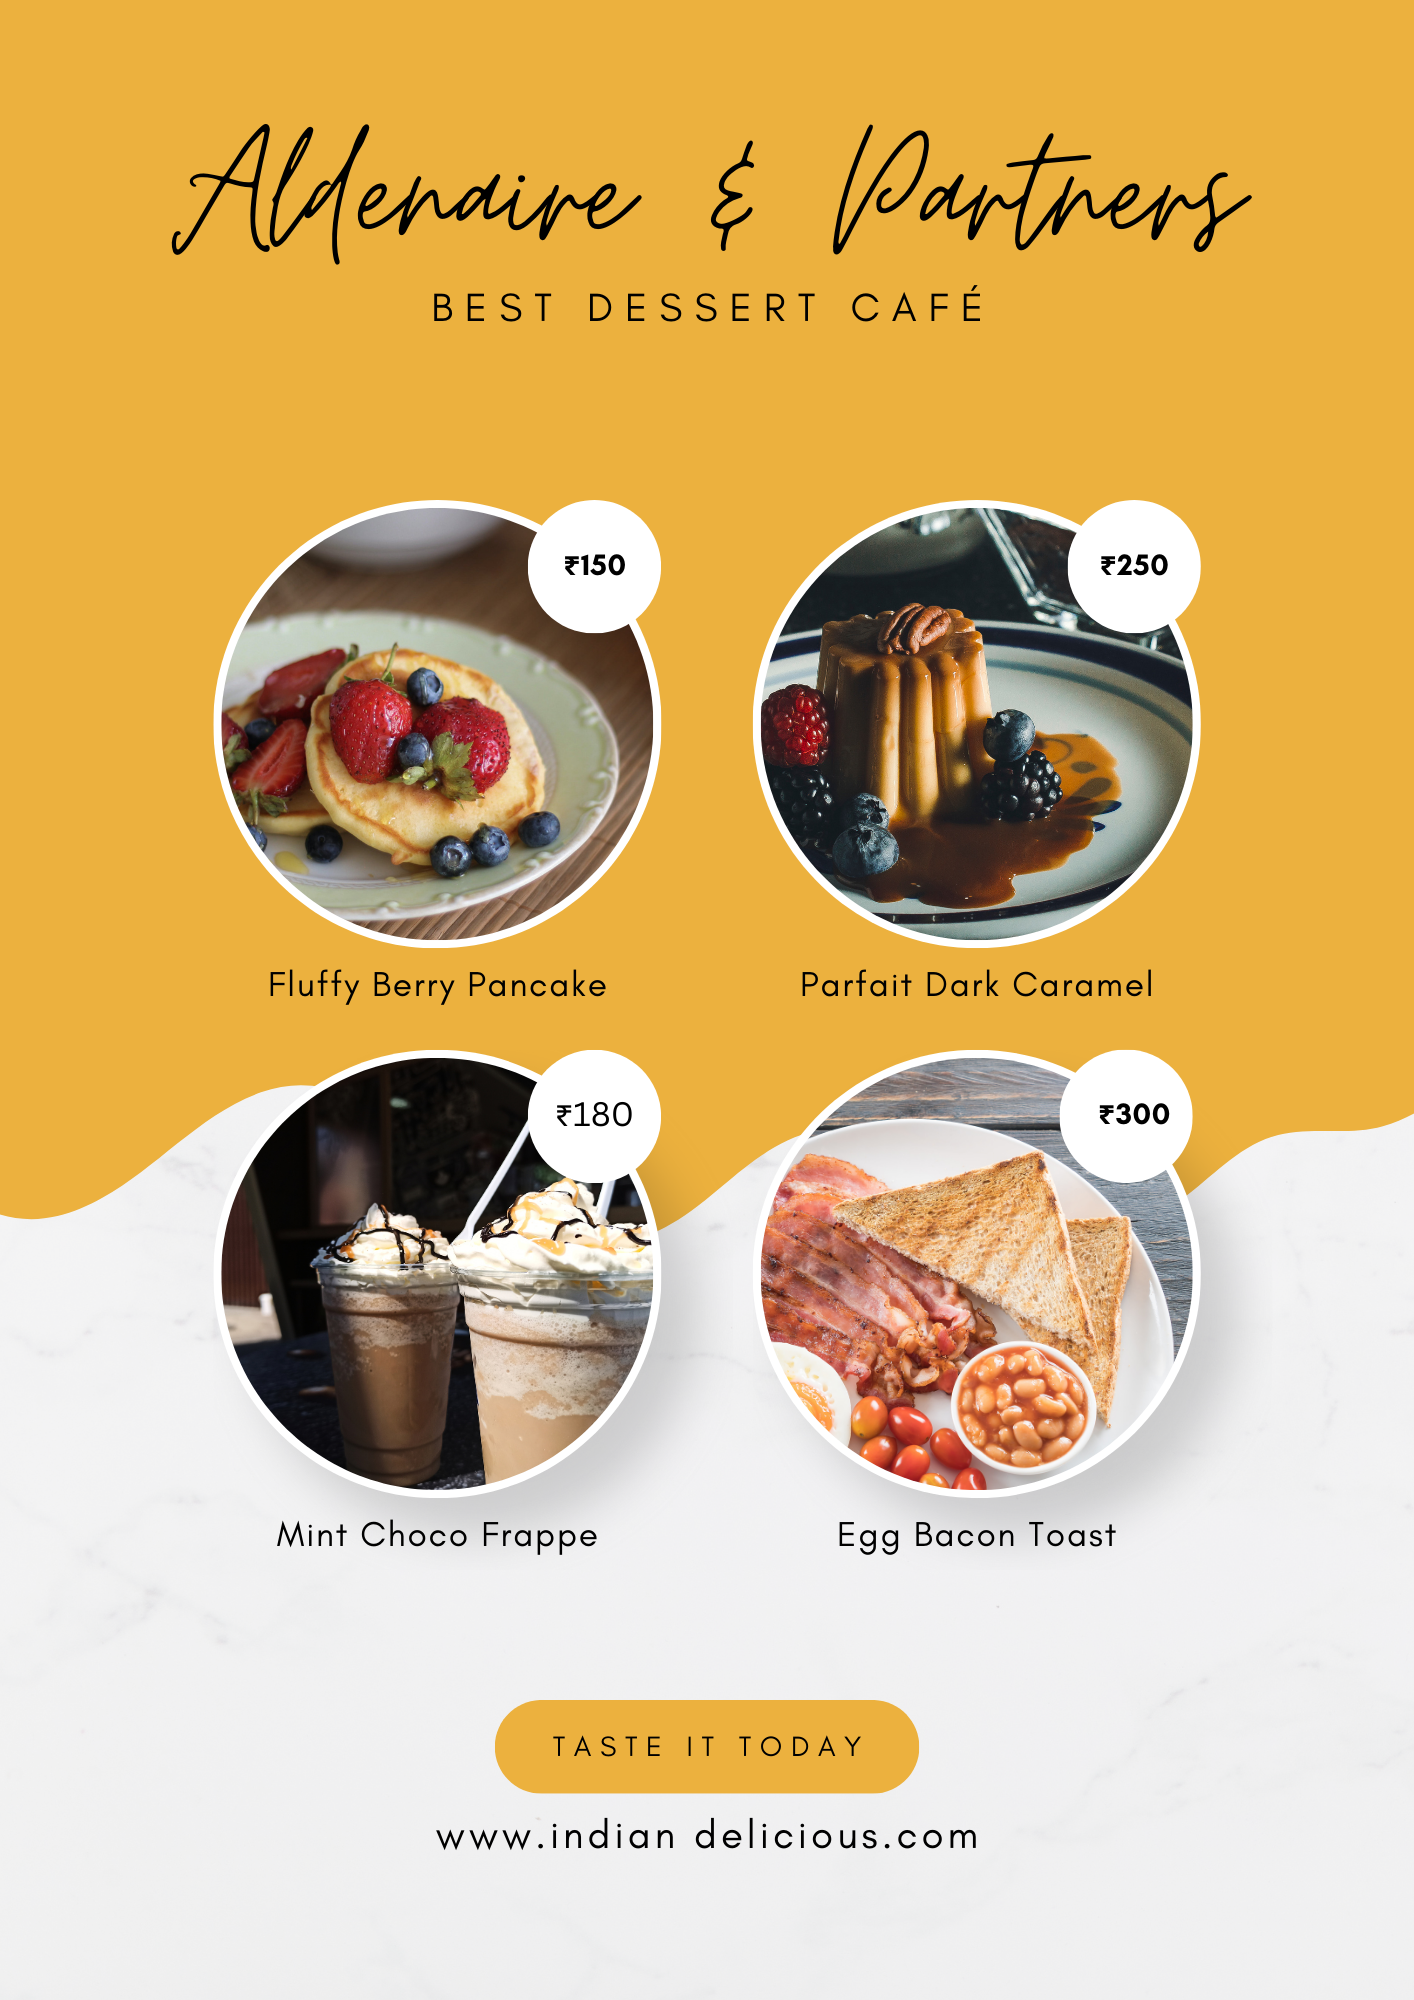 Aldenaire & Partners
BEST DESSERT CAFÉ
₹150
₹250
Fluffy Berry Pancake
Parfait Dark Caramel
₹180
₹300
Mint Choco Frappe
Egg Bacon Toast
TASTE IT TODAY
www.indian delicious.com